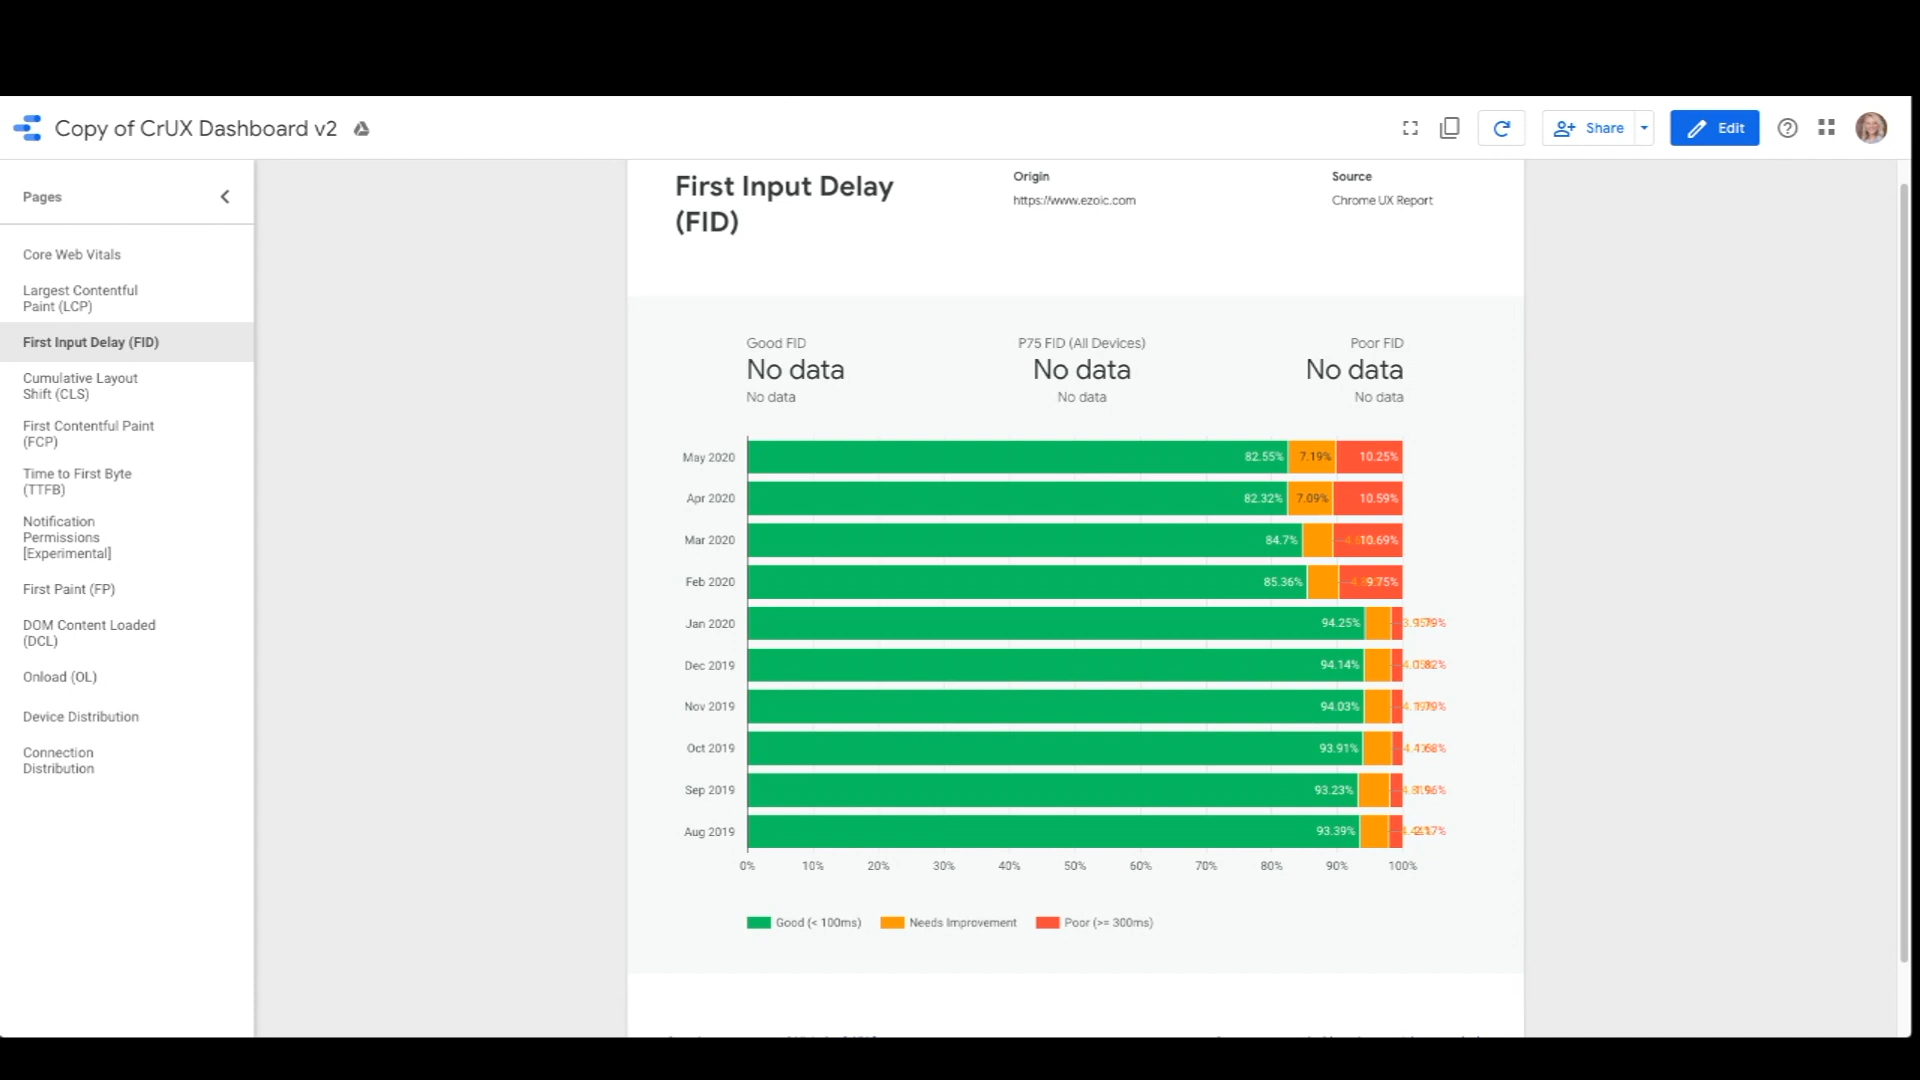 Copy of CrUX Dashboard v2
Share
Edit
Pages
Core Web Vitals
Largest Contentful
Paint (LCP)
First Input Delay (FID)
Cumulative Layout
Shift (CLS)
First Contentful Paint
(FCP)
Time to First Byte
(TTFB)
Notification
Permissions
[Experimental]
First Paint (FP)
DOM Content Loaded
(DCL)
Onload (OL)
Device Distribution
Connection
Distribution
First Input Delay
(FID)
Origin
https://www.ezoic.com
Source
Chrome UX Report
Good FID
No data
No data
P75 FID (All Devices)
No data
No data
Poor FID
No data
No data
May 2020 82.55% 7.19% 10.25%
Apr 2020 82.32% 7.09% 10.59%
Mar 2020 84.7% 10.69%
Feb 2020 85.36% 9.75%
Jan 2020 94.25%
Dec 2019 94.14%
Nov 2019 94.03%
Oct 2019 93.91%
Sep 2019 93.23%
Aug 2019 93.39%
0% 10% 20% 30% 40% 50% 60% 70% 80% 90% 100%
Good (< 100ms) Needs Improvement Poor (>= 300ms)